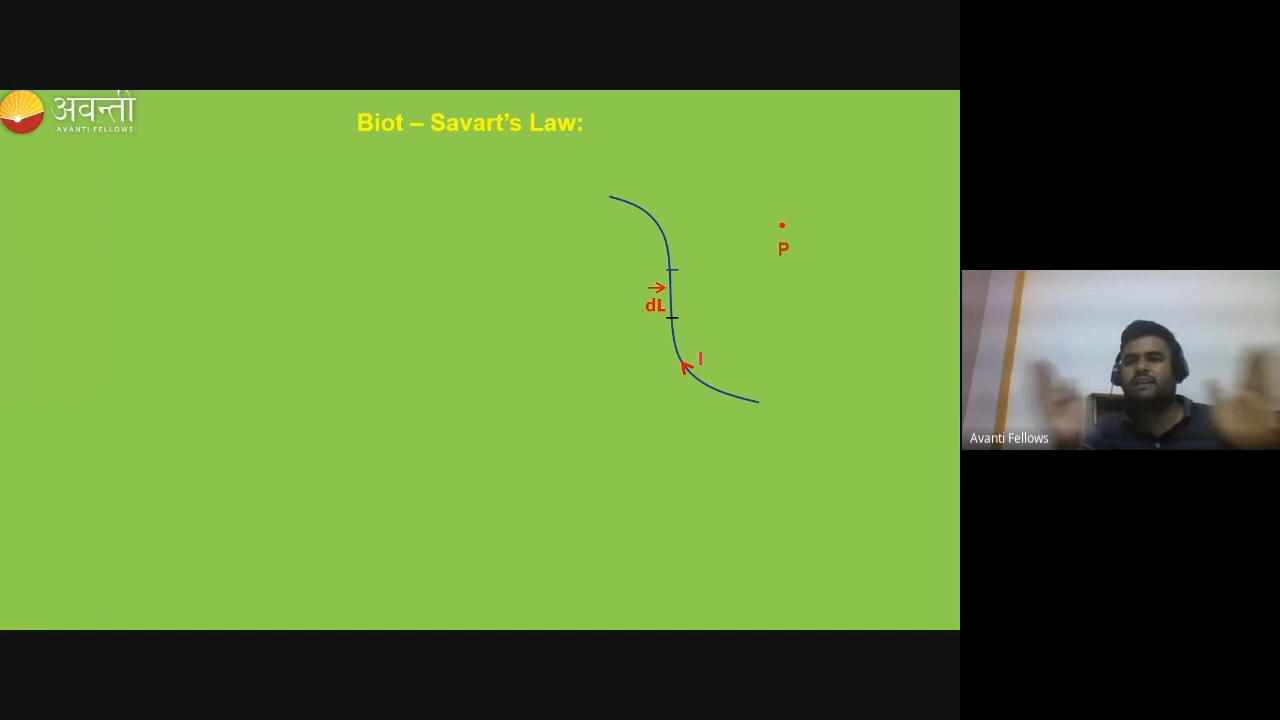 अवन्ती
AVANTI FELLOWS
Biot – Savart’s Law:
P
dL
I
Avanti Fellows